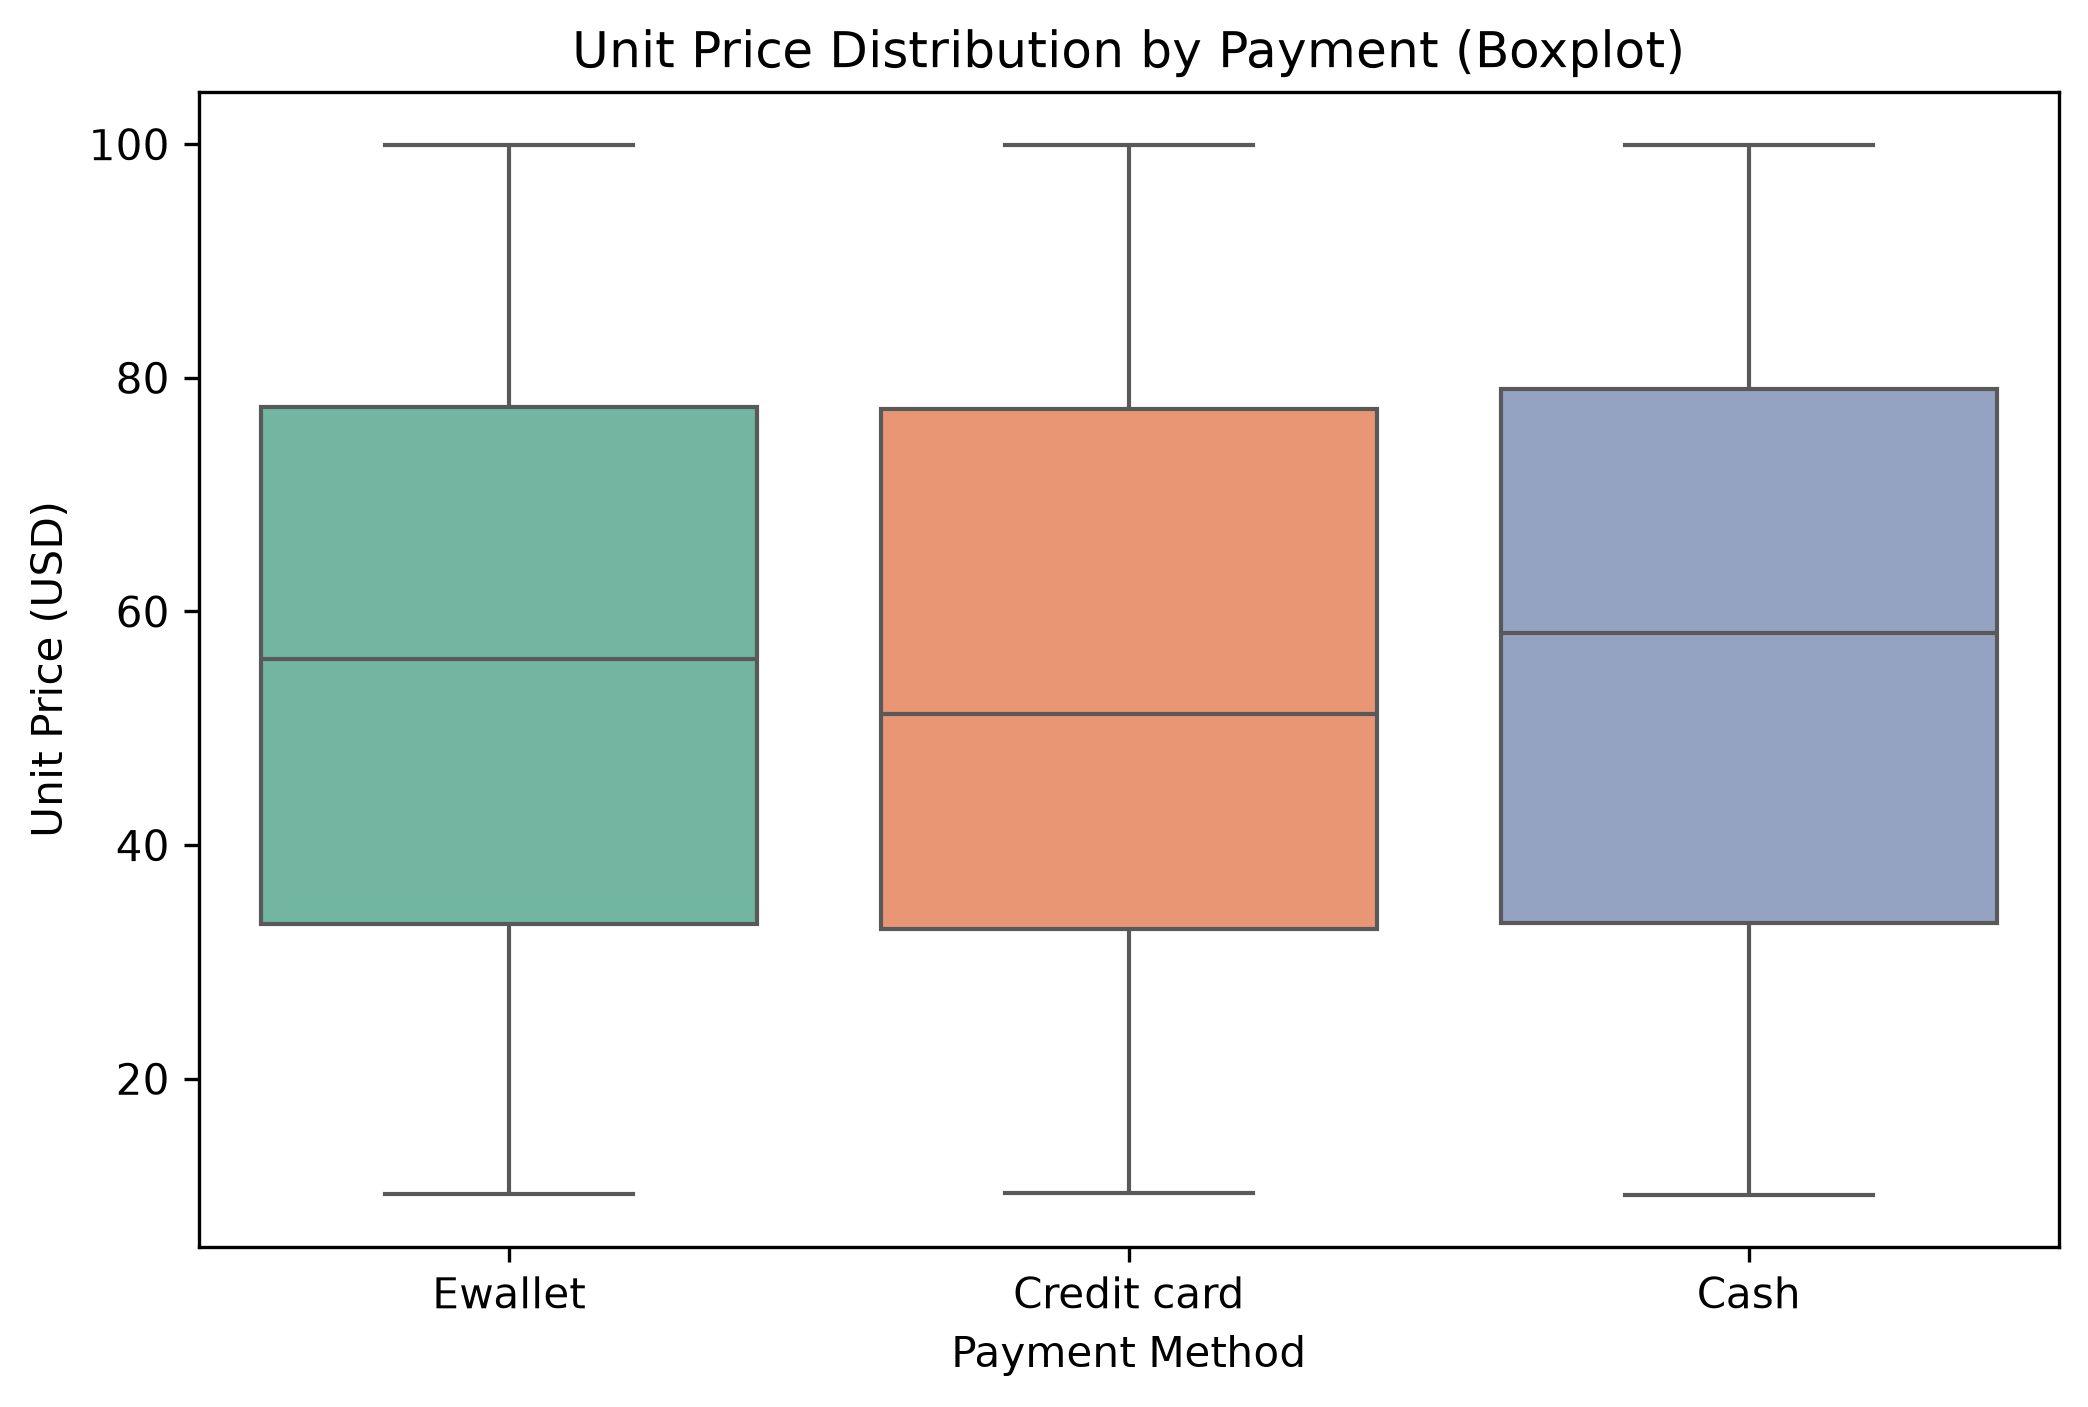 Unit Price Distribution by Payment (Boxplot)
Unit Price (USD)
100
80
60
40
20
Ewallet
Credit card
Cash
Payment Method